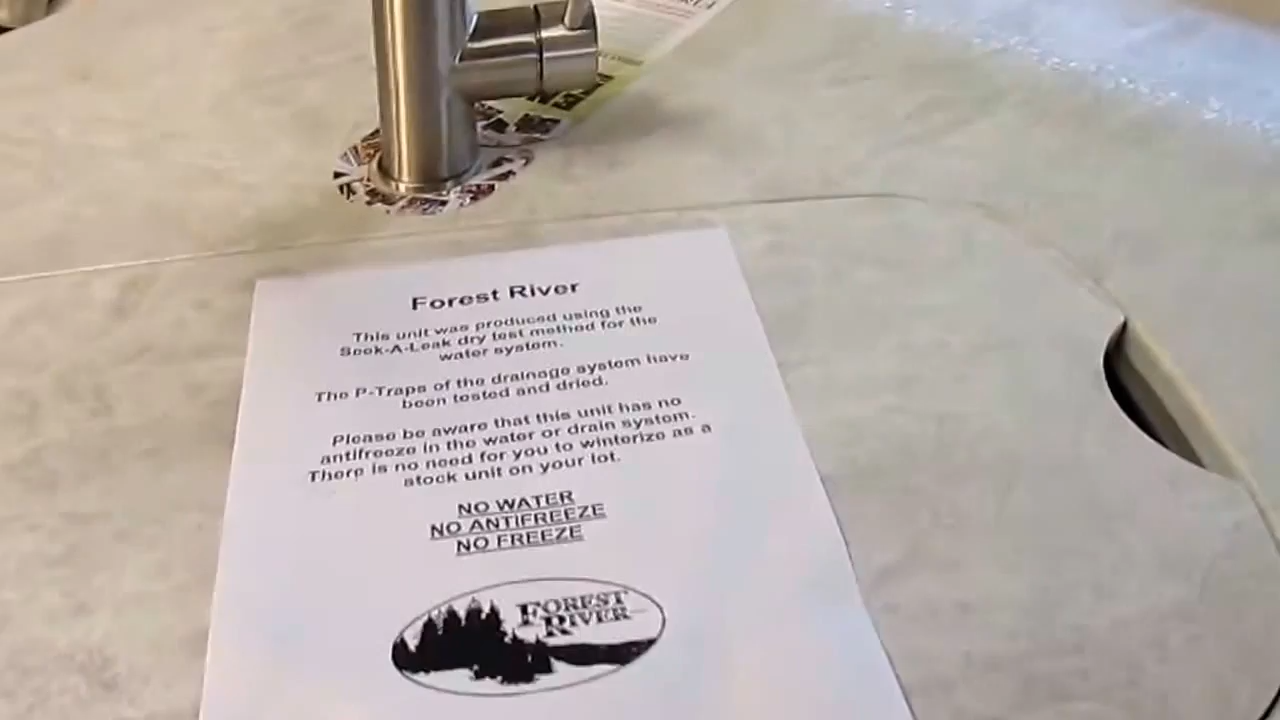 Forest River
This unit was produced using the
Seek-A-Leak dry test method for the
water system.
The P-Traps of the drainage system have
been tested and dried.
Please be aware that this unit has no
antifreeze in the water or drain system.
There is no need for you to winterize as a
stock unit on your lot.
NO WATER
NO ANTIFREEZE
NO FREEZE
FOREST
RIVER